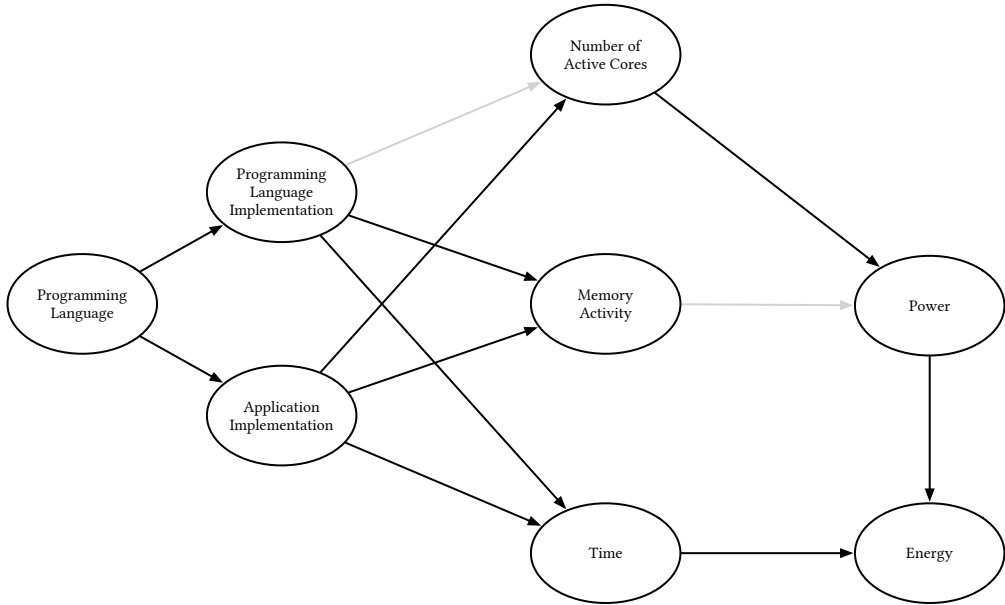 Number of
Active Cores
Programming
Language
Implementation
Programming
Language
Memory
Activity
Power
Application
Implementation
Time
Energy